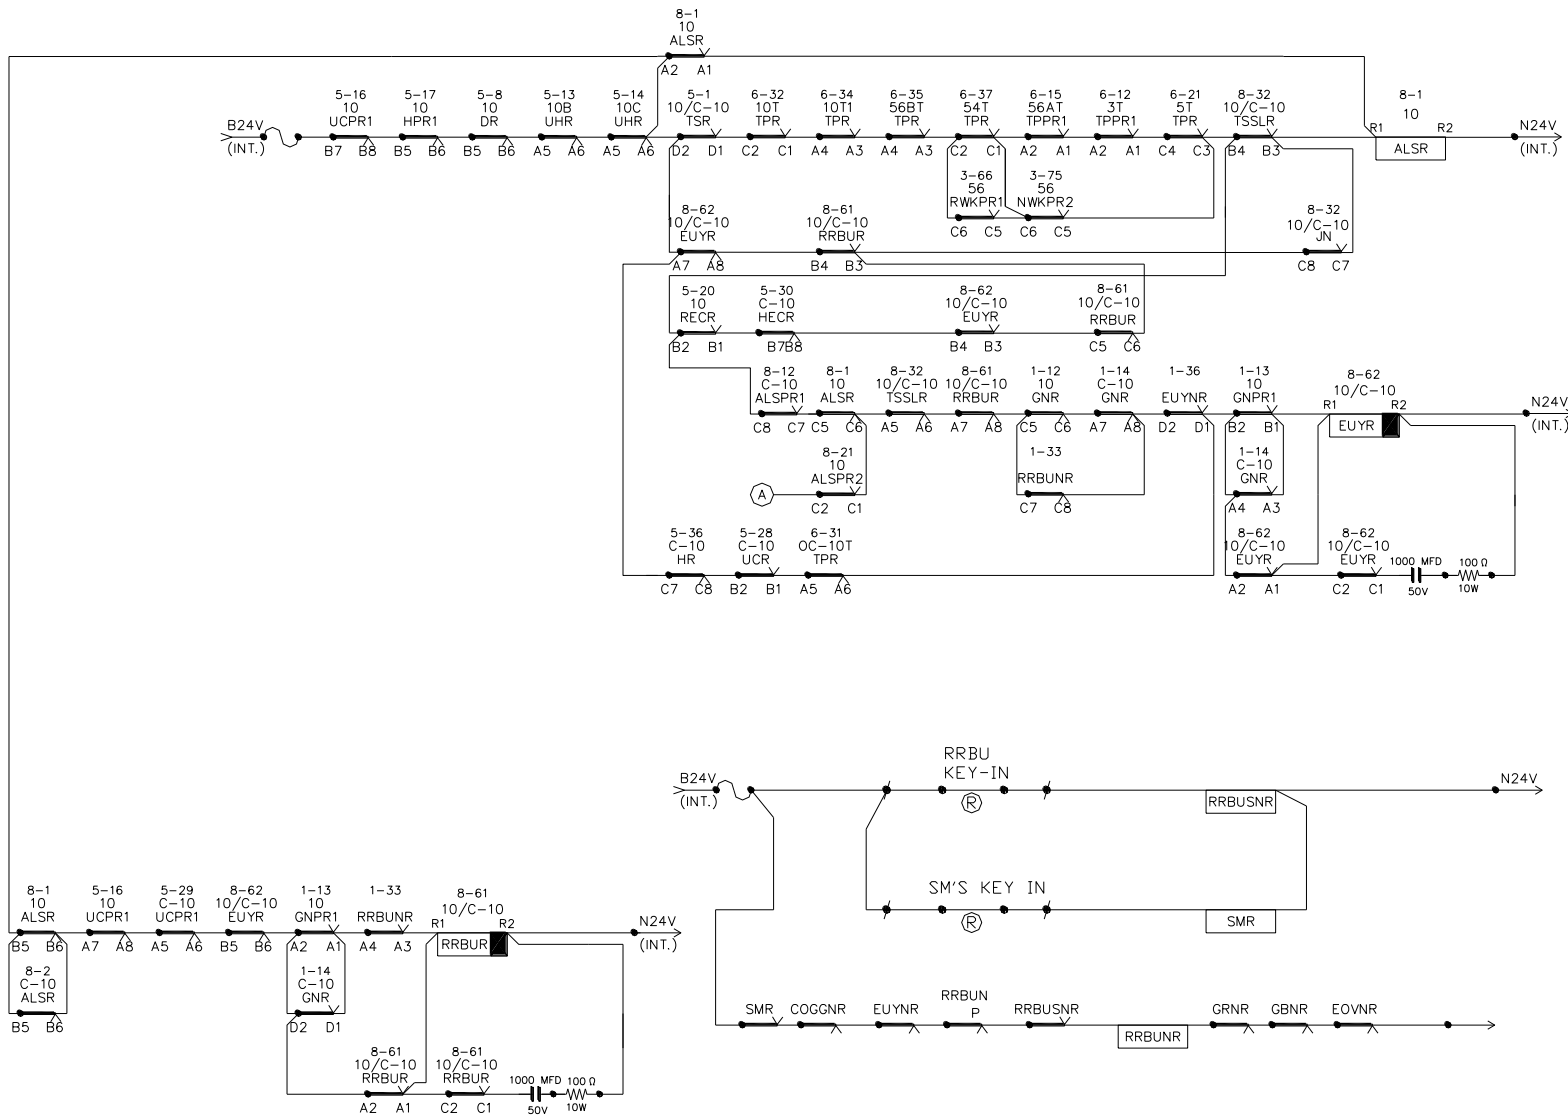 8-1
10
ALSR
A2 A1
5-16 5-17 5-8 5-13 5-14 5-1 6-32 6-34 6-35 6-37 6-15 6-12 6-21 8-32 8-1
10 10 10 10B 10C 10/C-10 10T 10T1 56BT 54T 56AT 3T 5T 10/C-10 10
UCPR1 HPR1 DR UHR UHR TSR TPR TPR TPR TPR TPPR1 TPPR1 TPR TSSLR
B24V R1 R2 N24V
(INT.) B7 B8 B5 B6 B5 B6 A5 A6 A5 A6 D2 D1 C2 C1 A4 A3 A4 A3 C2 C1 A2 A1 A2 A1 C4 C3 B4 B3 ALSR (INT.)
3-66 3-75
56 56
RWKPR1 NWKPR2
C6 C5 C6 C5
8-62 8-61 8-32
10/C-10 10/C-10 10/C-10
EUYR RRBUR JN
A7 A8 B4 B3 C8 C7
5-20 5-30 8-62 8-61
10 C-10 10/C-10 10/C-10
RECR HECR EUYR RRBUR
B2 B1 B7 B8 B4 B3 C5 C6
8-12 8-1 8-32 8-61 1-12 1-14 1-36 1-13 8-62
C-10 10 10/C-10 10/C-10 10 C-10 10 10/C-10
ALSPR1 ALSR TSSLR RRBUR GNR GNR EUYNR GNPR1 R1 R2 N24V
C8 C7 C5 C6 A5 A6 A7 A8 C5 C6 A7 A8 D2 D1 B2 B1 EUYR (INT.)
8-21 1-33 1-14
10 C-10
ALSPR2 RRBUNR GNR
A C2 C1 C7 C8 A4 A3
5-36 5-28 6-31 8-62 8-62
C-10 C-10 OC-10T 10/C-10 10/C-10
HR UCR TPR EUYR EUYR 1000 MFD 100 Ω
C7 C8 B2 B1 A5 A6 A2 A1 C2 C1 50V 10W
RRBU
KEY-IN
B24V N24V
(INT.) R RRBUSNR
SM'S KEY IN
R SMR
8-1 5-16 5-29 8-62 1-13 1-33 8-61
10 10 C-10 10/C-10 10 10/C-10
ALSR UCPR1 UCPR1 EUYR GNPR1 RRBUNR R1 R2 N24V
B5 B6 A7 A8 A5 A6 B5 B6 A2 A1 A4 A3 RRBUR (INT.)
8-2 1-14
C-10 C-10
ALSR GNR
B5 B6 D2 D1
RRBUN
SMR COGGNR EUYNR P RRBUSNR RRBUNR GRNR GBNR EOVNR
8-61 8-61
10/C-10 10/C-10
RRBUR RRBUR 1000 MFD 100 Ω
A2 A1 C2 C1 50V 10W